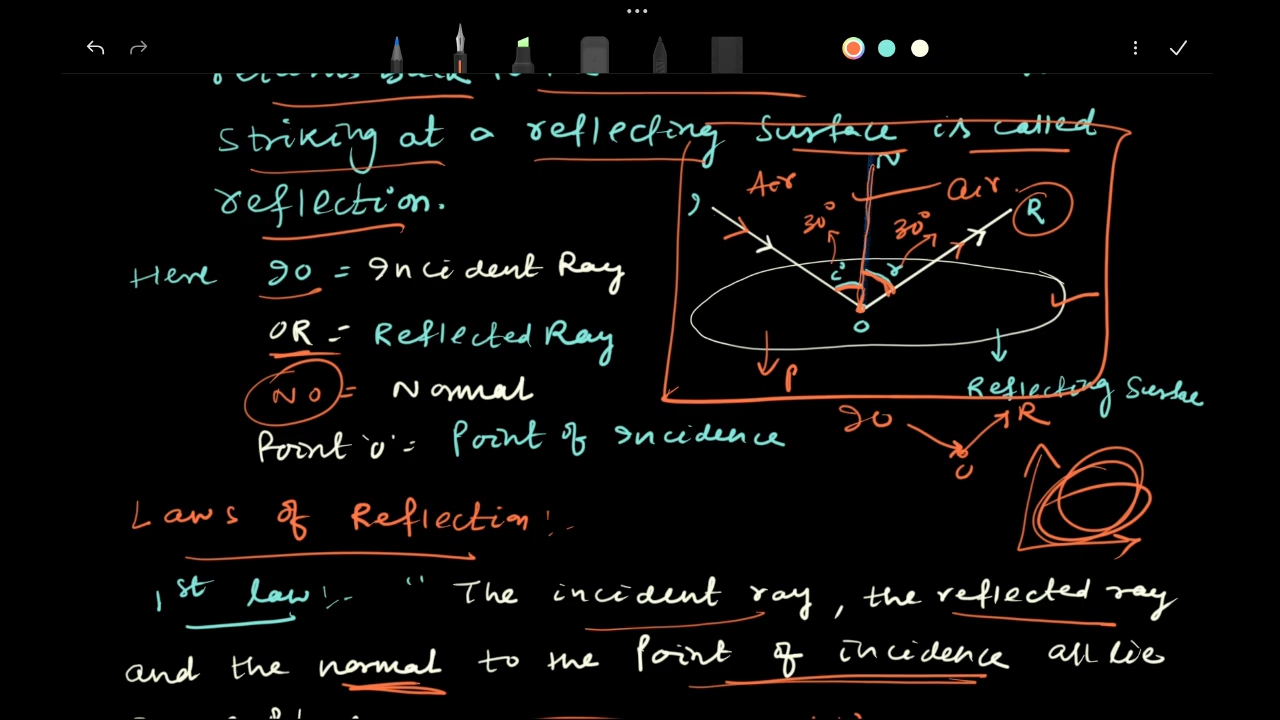 striking at a reflecting surface is called
reflection.
N
Air
air
30°
30°
R
i
r
O
P
Reflecting Surfac
Here IO = Incident Ray
OR = Reflected Ray
NO = Normal
Point 'O' = Point of Incidence
IO
R
O
Laws of Reflection :-
1st law :- " The incident ray, the reflected ray
and the normal to the Point of incidence all lies